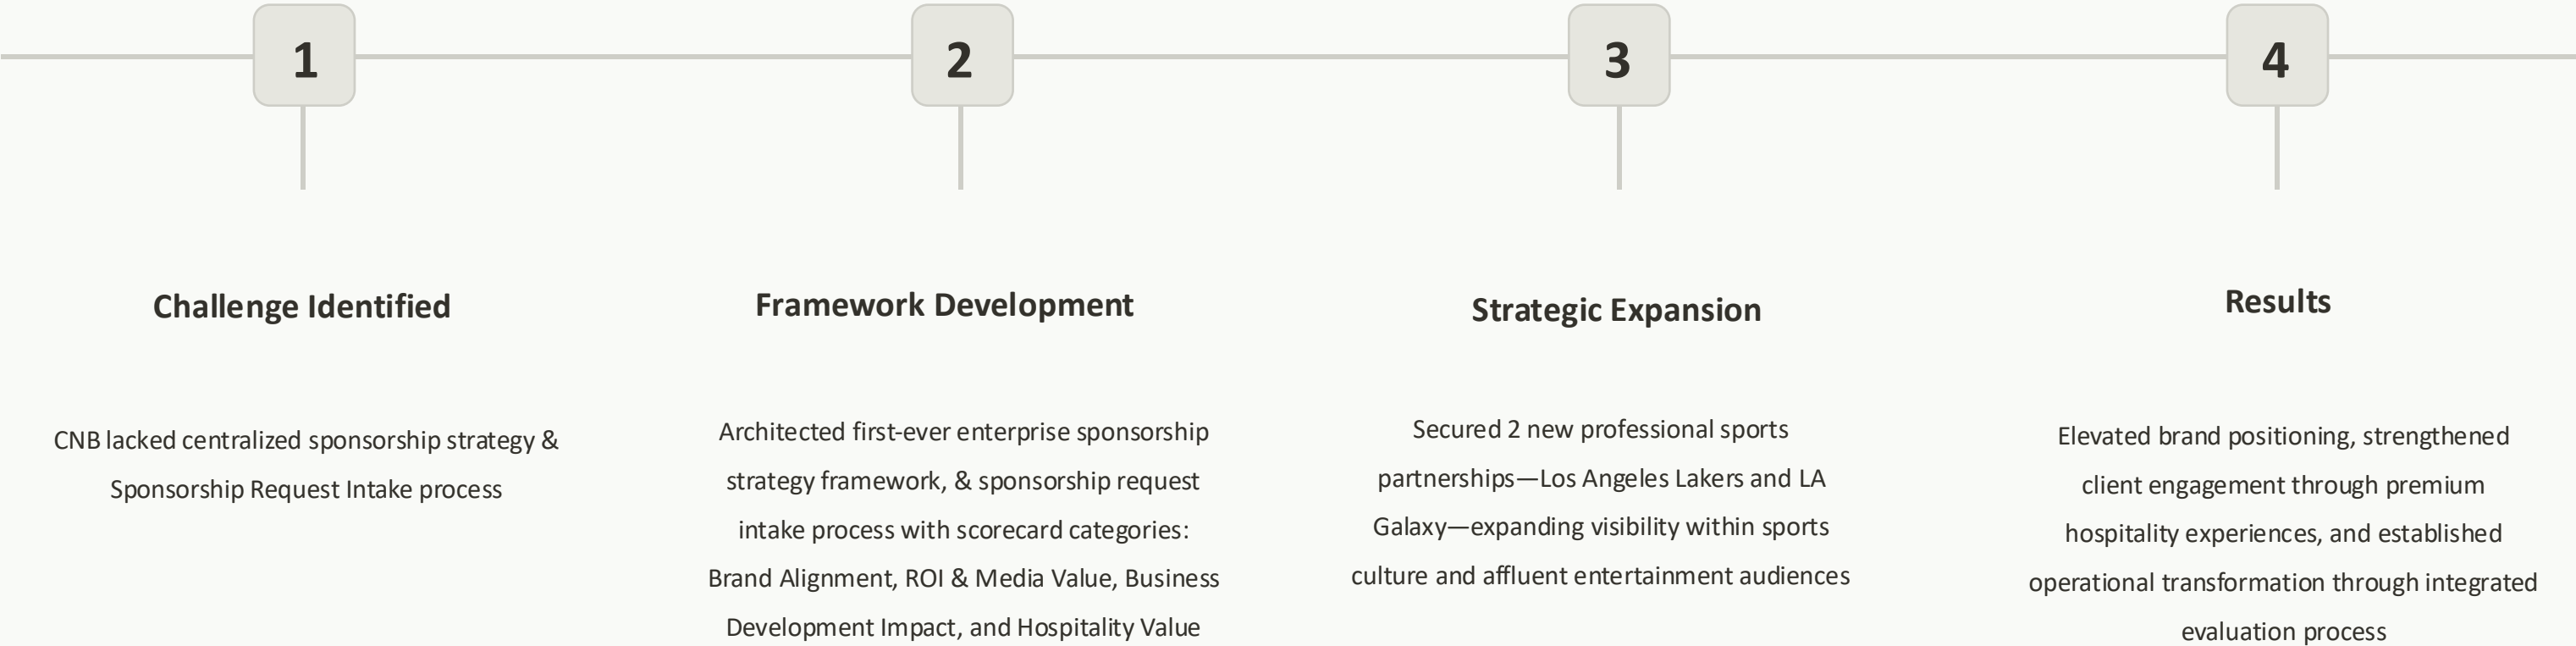 1
Challenge Identified
CNB lacked centralized sponsorship strategy &
Sponsorship Request Intake process
2
Framework Development
Architected first-ever enterprise sponsorship
strategy framework, & sponsorship request
intake process with scorecard categories:
Brand Alignment, ROI & Media Value, Business
Development Impact, and Hospitality Value
3
Strategic Expansion
Secured 2 new professional sports
partnerships—Los Angeles Lakers and LA
Galaxy—expanding visibility within sports
culture and affluent entertainment audiences
4
Results
Elevated brand positioning, strengthened
client engagement through premium
hospitality experiences, and established
operational transformation through integrated
evaluation process